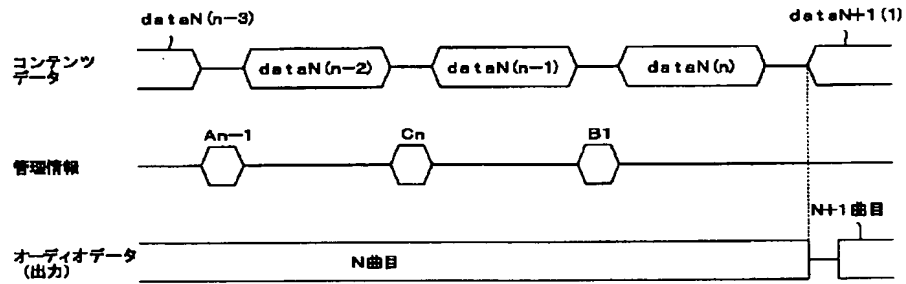 dataN(n-3)
dataN+1(1)
コンテンツ
データ
dataN(n-2)
dataN(n-1)
dataN(n)
An-1
Cn
B1
管理情報
N+1曲目
オーディオデータ
(出力)
N曲目